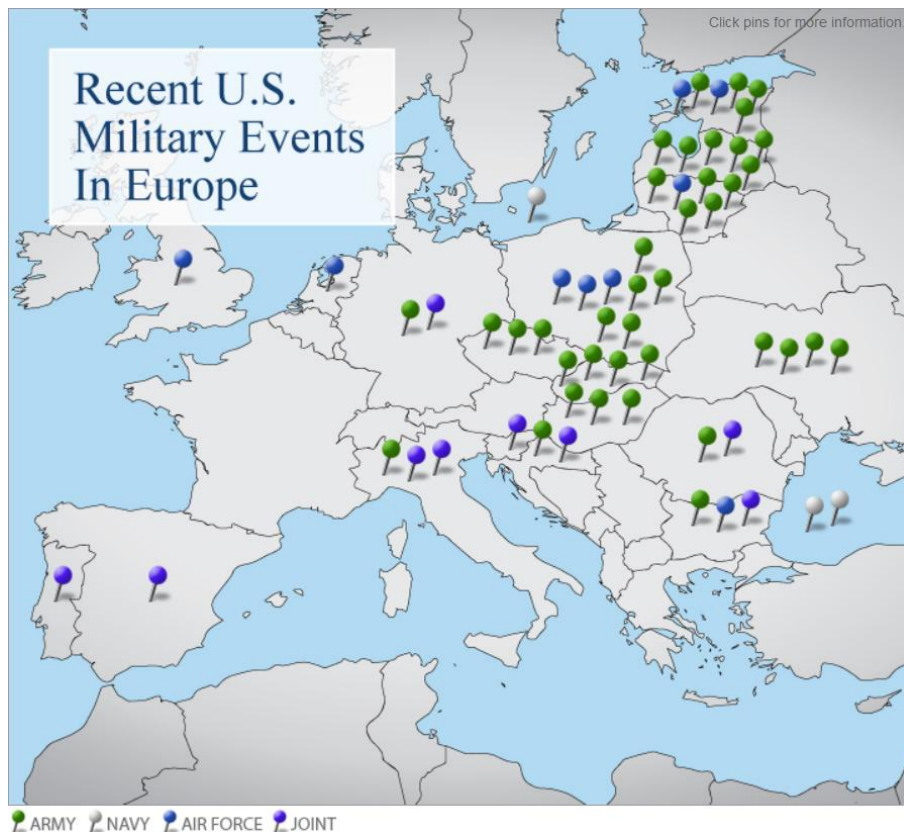 Click pins for more information.
Recent U.S.
Military Events
In Europe
ARMY NAVY AIR FORCE JOINT